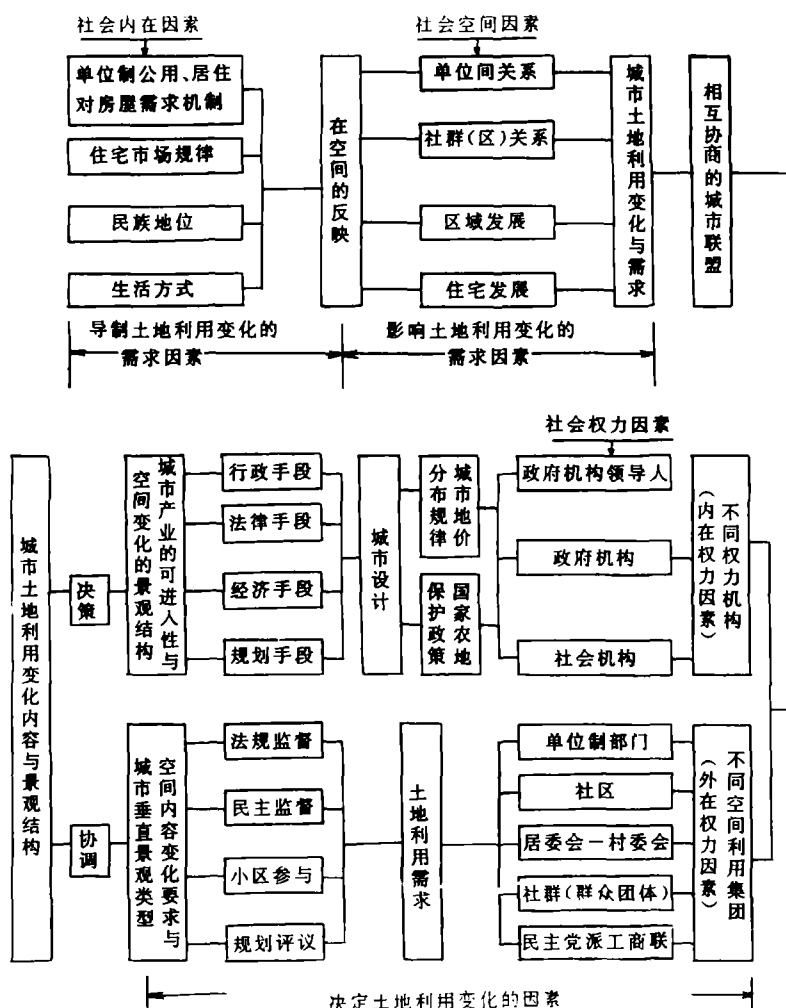 社会内在因素
社会空间因素
单位制公用、居住
对房屋需求机制
住宅市场规律
民族地位
生活方式
在空间的反映
单位间关系
社群(区)关系
区域发展
住宅发展
城市土地利用变化与需求
相互协商的城市联盟
导制土地利用变化的
需求因素
影响土地利用变化的
需求因素
社会权力因素
城市土地利用变化内容与景观结构
决策
城市产业的可进人性与
空间变化的景观结构
行政手段
法律手段
经济手段
规划手段
城市设计
城市地价
分布规律
国家农地
保护政策
政府机构领导人
政府机构
社会机构
不同权力机构
(内在权力因素)
协调
空间内容变化要求与
城市垂直景观类型
法规监督
民主监督
小区参与
规划评议
土地利用需求
单位制部门
社区
居委会－村委会
社群(群众团体)
民主党派工商联
不同空间利用集团
(外在权力因素)
决定土地利用变化的因素